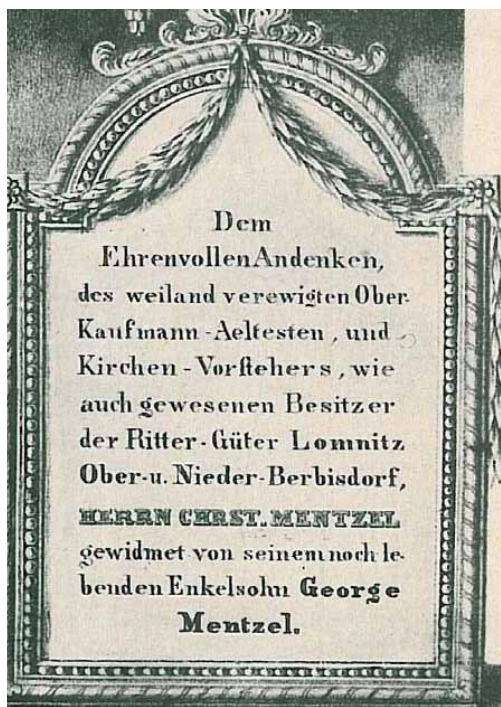 Dem
Ehrenvollen Andenken,
des weiland verewigten Ober-
Kaufmann-Aeltesten, und
Kirchen-Vorſtehers, wie
auch gewesenen Besitzer
der Ritter-Güter Lomnitz
Ober-u. Nieder-Berbisdorf,
HERRN CHRST. MENTZEL
gewidmet von seinem noch le-
benden Enkelsohn George
Mentzel.